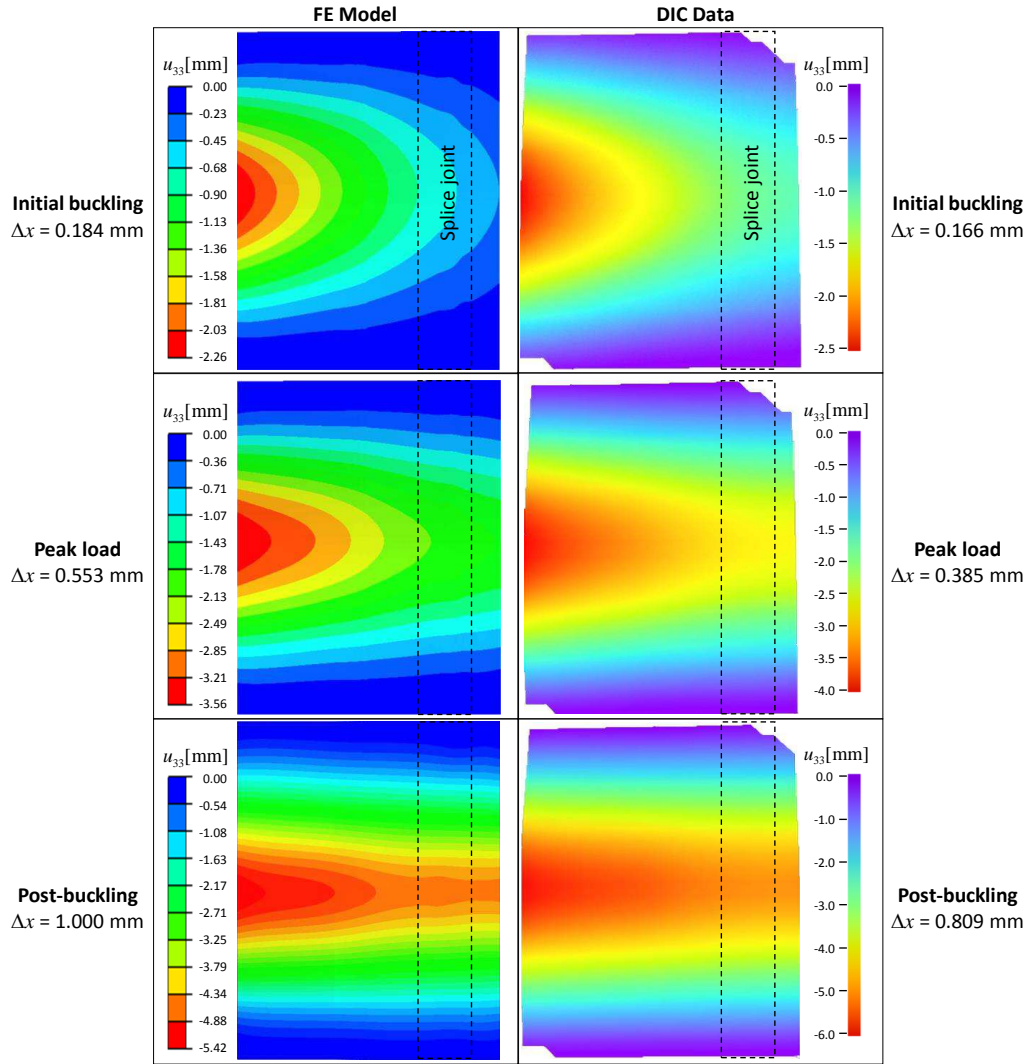 FE Model
DIC Data
Initial buckling
Δx = 0.184 mm
u33[mm]
0.00
-0.23
-0.45
-0.68
-0.90
-1.13
-1.36
-1.58
-1.81
-2.03
-2.26
Splice joint
Splice joint
u33[mm]
0.0
-0.5
-1.0
-1.5
-2.0
-2.5
Initial buckling
Δx = 0.166 mm
Peak load
Δx = 0.553 mm
u33[mm]
0.00
-0.36
-0.71
-1.07
-1.43
-1.78
-2.13
-2.49
-2.85
-3.21
-3.56
u33[mm]
0.0
-0.5
-1.0
-1.5
-2.0
-2.5
-3.0
-3.5
-4.0
Peak load
Δx = 0.385 mm
Post-buckling
Δx = 1.000 mm
u33[mm]
0.00
-0.54
-1.08
-1.63
-2.17
-2.71
-3.25
-3.79
-4.34
-4.88
-5.42
u33[mm]
0.0
-1.0
-2.0
-3.0
-4.0
-5.0
-6.0
Post-buckling
Δx = 0.809 mm